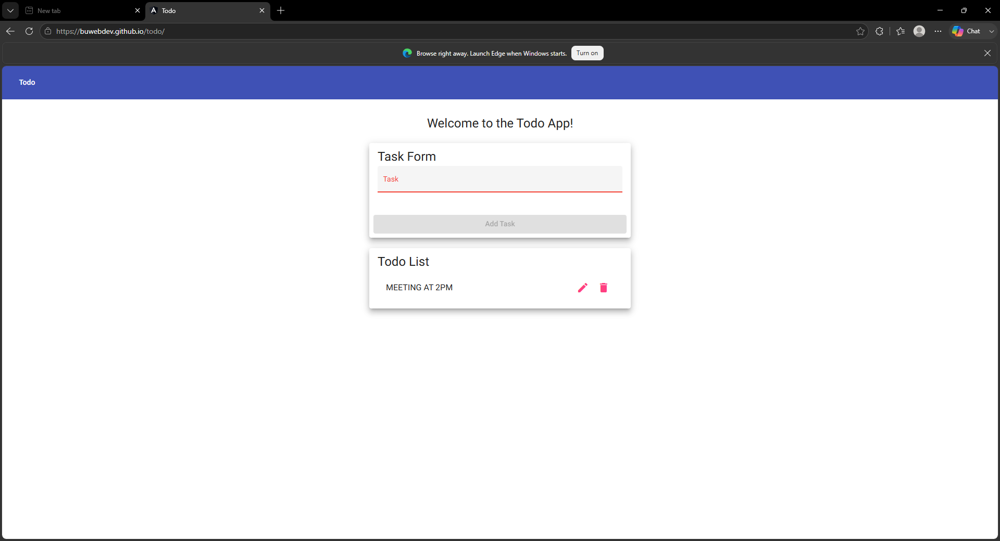 New tab
Todo
https://buwebdev.github.io/todo/
Chat
Browse right away. Launch Edge when Windows starts.
Turn on
Todo
Welcome to the Todo App!
Task Form
Task
Add Task
Todo List
MEETING AT 2PM